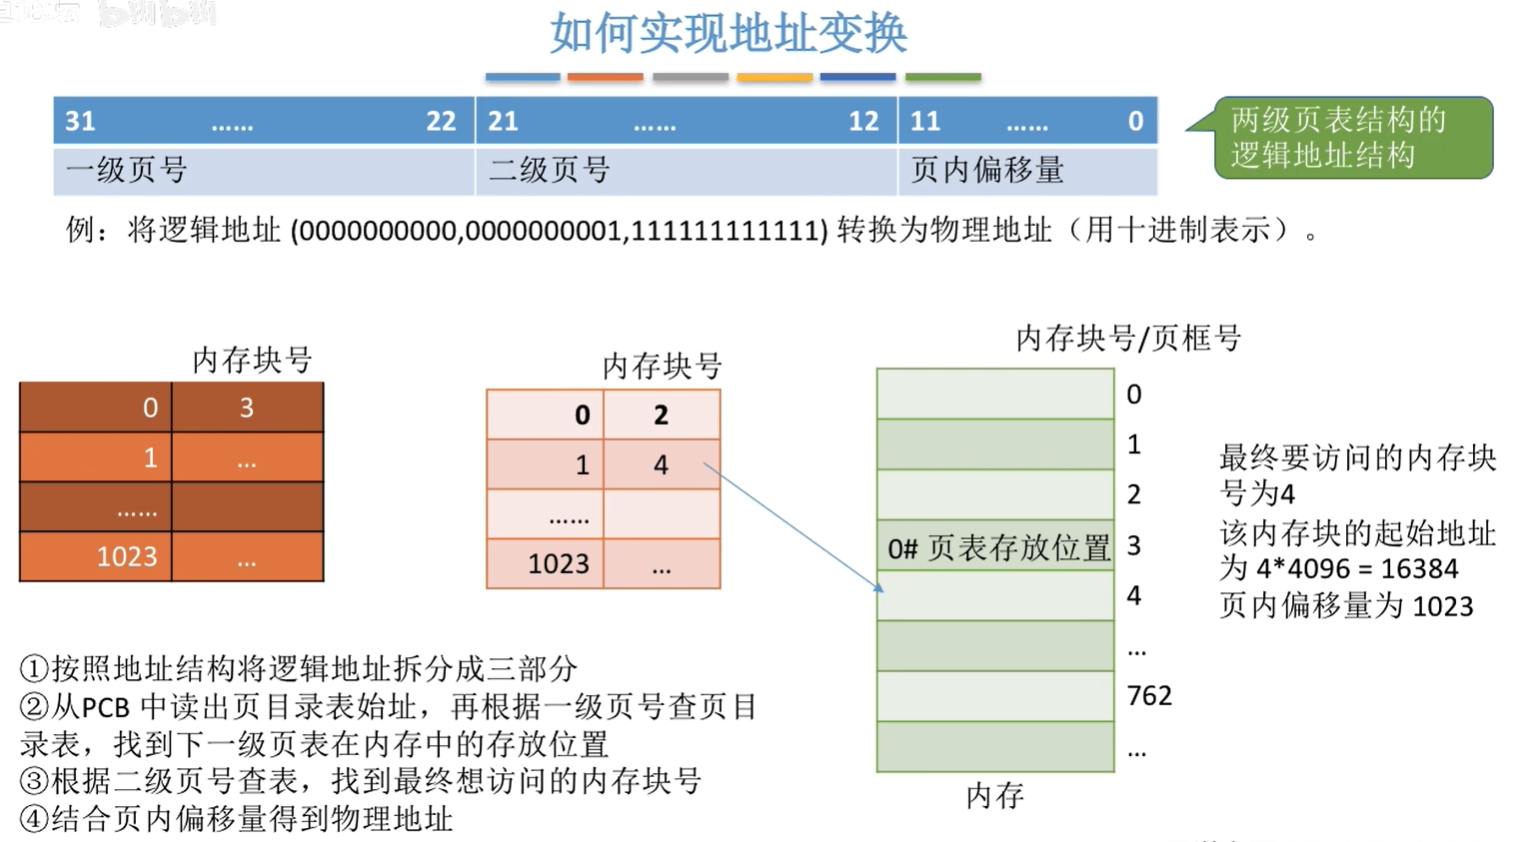 如何实现地址变换
31 …… 22 21 …… 12 11 …… 0
一级页号 二级页号 页内偏移量
两级页表结构的
逻辑地址结构
例：将逻辑地址 (0000000000,0000000001,111111111111) 转换为物理地址（用十进制表示）。
内存块号
0 3
1 …
……
1023 …
内存块号
0 2
1 4
……
1023 …
内存块号/页框号
0
1
2
0# 页表存放位置 3
4
…
762
…
内存
最终要访问的内存块
号为4
该内存块的起始地址
为 4*4096 = 16384
页内偏移量为 1023
①按照地址结构将逻辑地址拆分成三部分
②从PCB 中读出页目录表始址，再根据一级页号查页目
录表，找到下一级页表在内存中的存放位置
③根据二级页号查表，找到最终想访问的内存块号
④结合页内偏移量得到物理地址